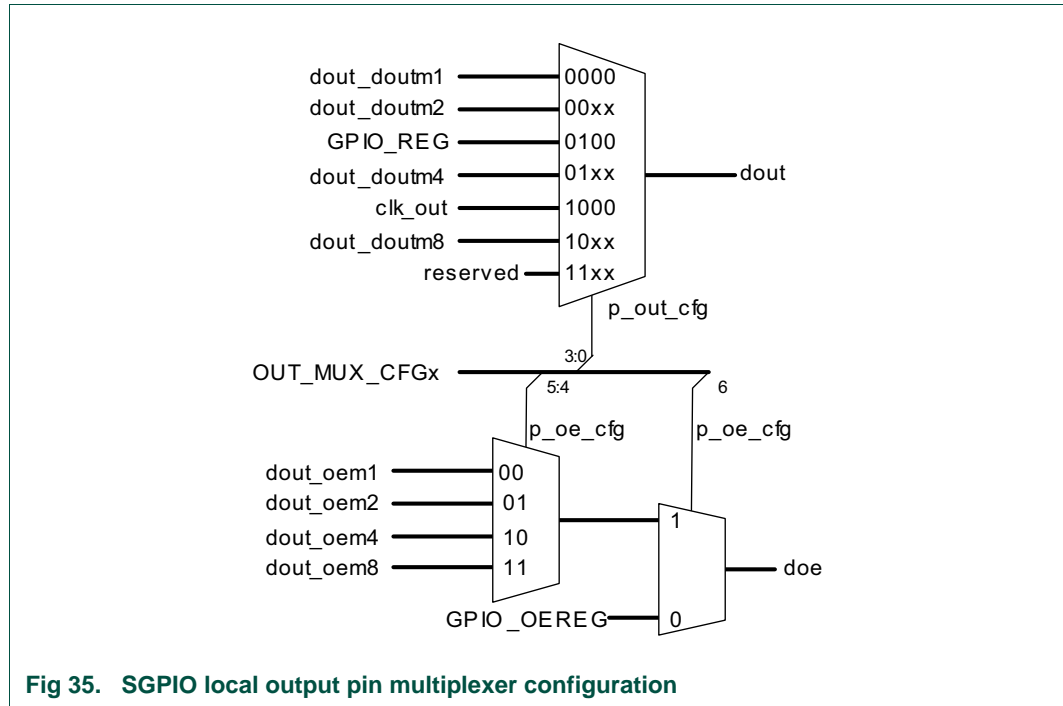 dout_doutm1
0000
dout_doutm2
00xx
GPIO_REG
0100
dout_doutm4
01xx
dout
clk_out
1000
dout_doutm8
10xx
reserved
11xx
p_out_cfg
3:0
OUT_MUX_CFGx
5:4
6
p_oe_cfg
p_oe_cfg
dout_oem1
00
dout_oem2
01
1
dout_oem4
10
dout_oem8
11
doe
GPIO_OEREG
0
Fig 35. SGPIO local output pin multiplexer configuration